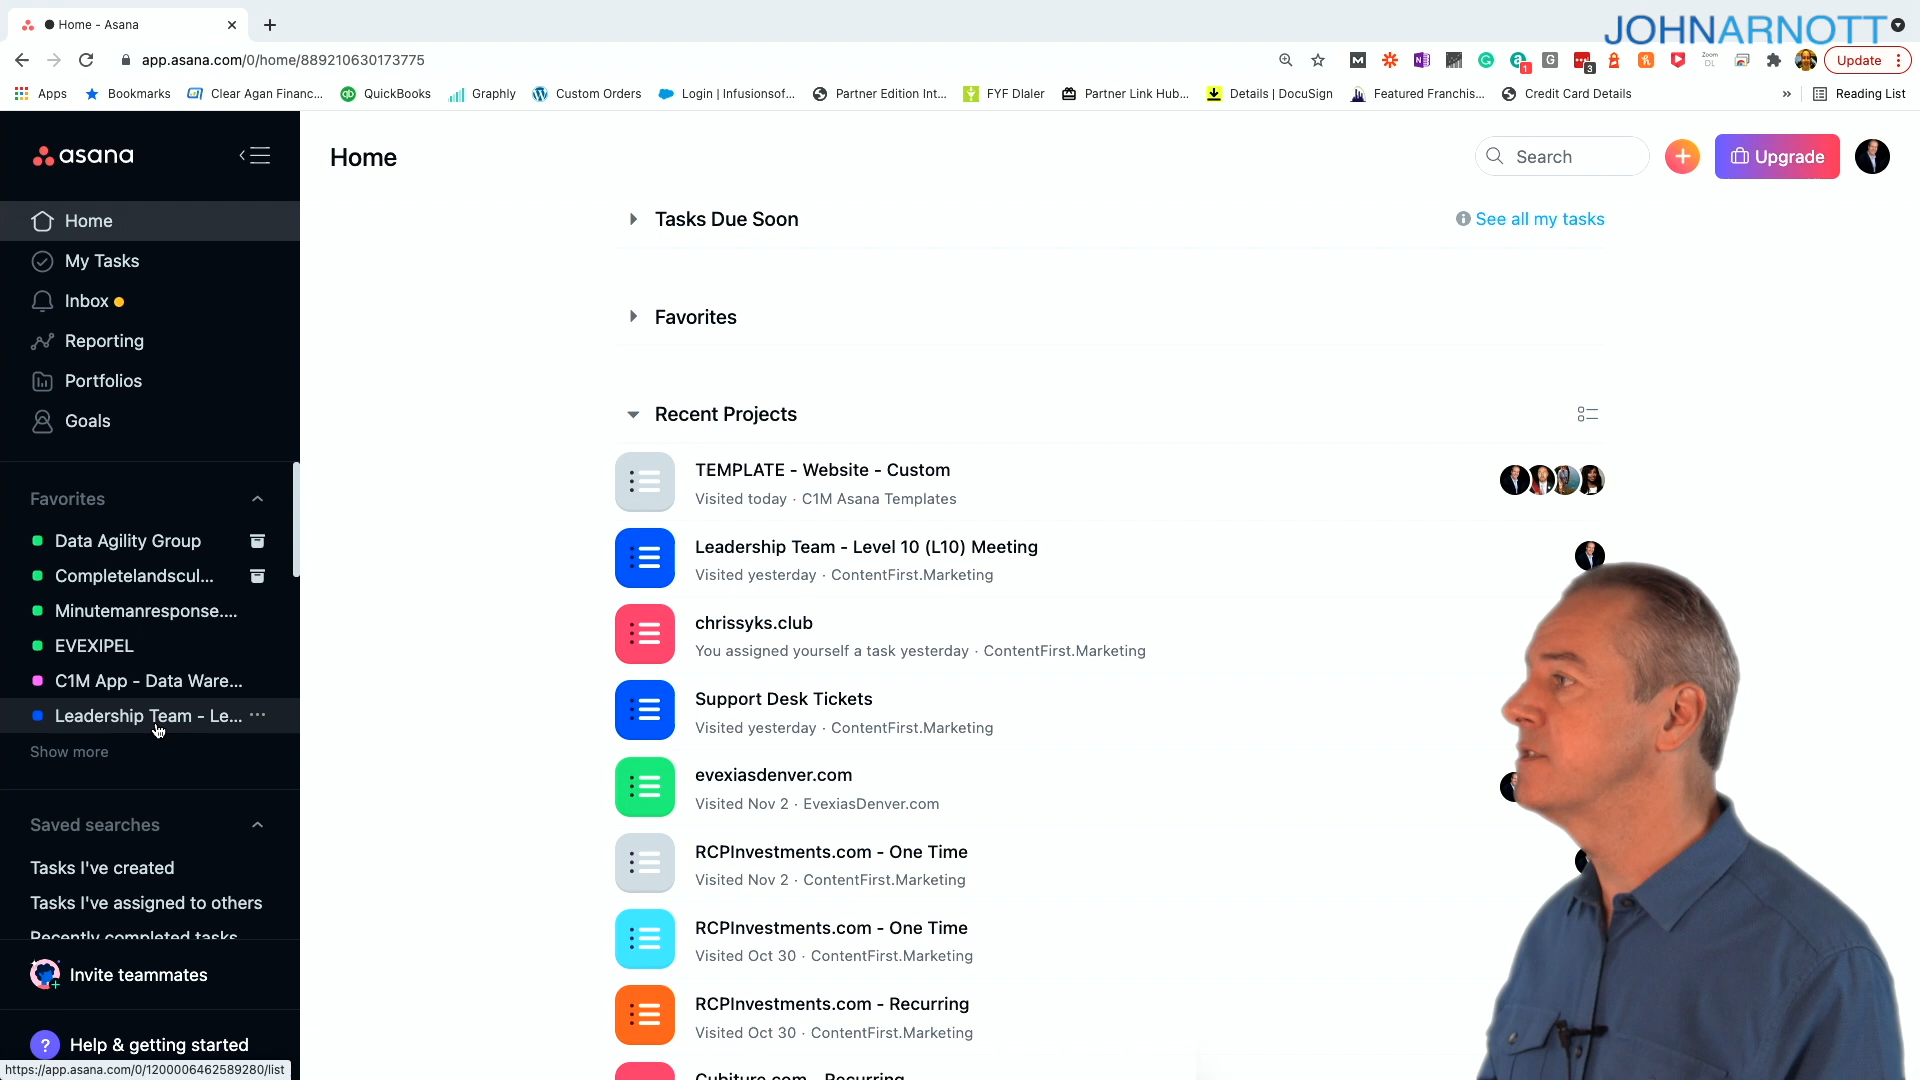 Home - Asana
JOHNARNOTT
app.asana.com/0/home/889210630173775
Update
Apps
Bookmarks
Clear Agan Financ...
QuickBooks
Graphly
Custom Orders
Login | Infusionsof...
Partner Edition Int...
FYF Dialer
Partner Link Hub...
Details | DocuSign
Featured Franchis...
Credit Card Details
»
Reading List
asana
Home
Search
Upgrade
Home
My Tasks
Inbox
Reporting
Portfolios
Goals
Favorites
Data Agility Group
Completelandscul...
Minutemanresponse....
EVEXIPEL
C1M App - Data Ware...
Leadership Team - Le...
Show more
Saved searches
Tasks I've created
Tasks I've assigned to others
Recently completed tasks
Invite teammates
? Help & getting started
https://app.asana.com/0/1200006462589280/list
Tasks Due Soon
See all my tasks
Favorites
Recent Projects
TEMPLATE - Website - Custom
Visited today · C1M Asana Templates
Leadership Team - Level 10 (L10) Meeting
Visited yesterday · ContentFirst.Marketing
chrissyks.club
You assigned yourself a task yesterday · ContentFirst.Marketing
Support Desk Tickets
Visited yesterday · ContentFirst.Marketing
evexiasdenver.com
Visited Nov 2 · EvexiasDenver.com
RCPInvestments.com - One Time
Visited Nov 2 · ContentFirst.Marketing
RCPInvestments.com - One Time
Visited Oct 30 · ContentFirst.Marketing
RCPInvestments.com - Recurring
Visited Oct 30 · ContentFirst.Marketing